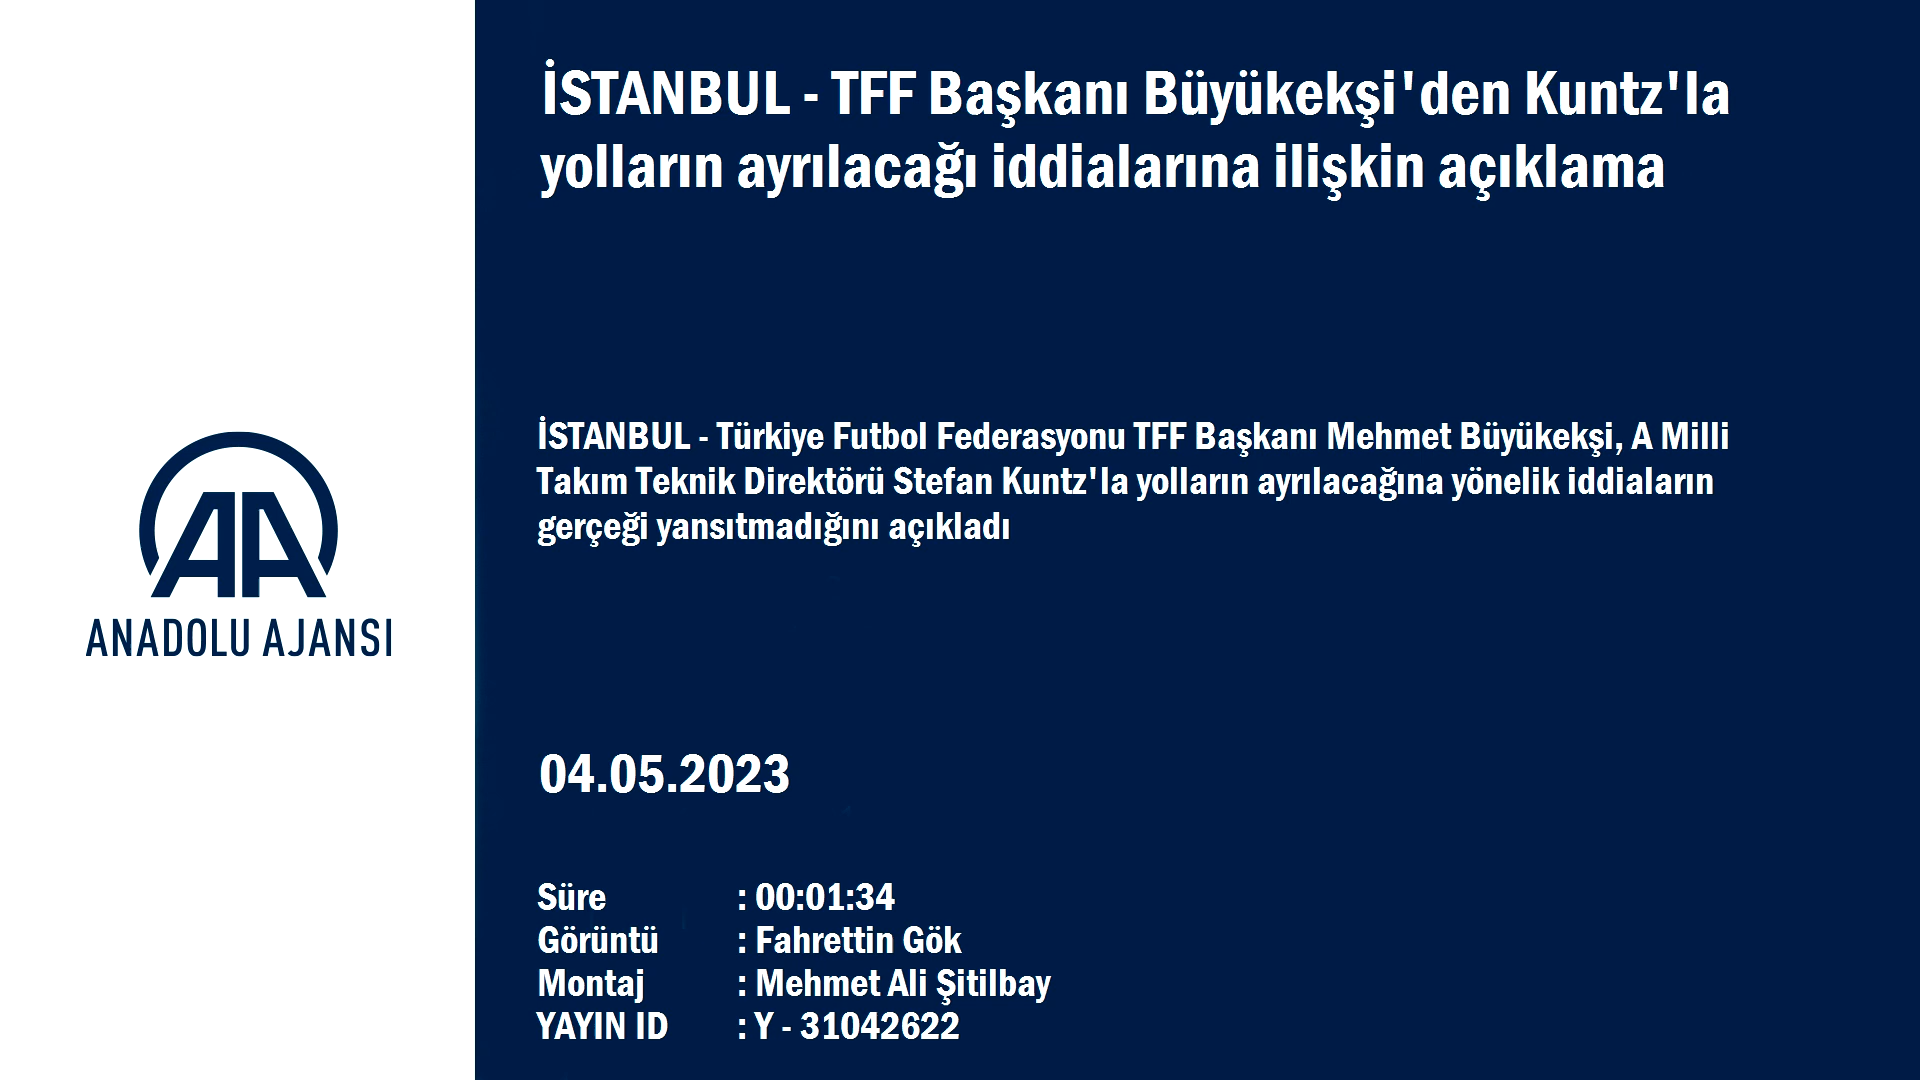 İSTANBUL - TFF Başkanı Büyükekşi'den Kuntz'la
yolların ayrılacağı iddialarına ilişkin açıklama
İSTANBUL - Türkiye Futbol Federasyonu TFF Başkanı Mehmet Büyükekşi, A Milli
Takım Teknik Direktörü Stefan Kuntz'la yolların ayrılacağına yönelik iddiaların
gerçeği yansıtmadığını açıkladı
AA
ANADOLU AJANSI
04.05.2023
Süre : 00:01:34
Görüntü : Fahrettin Gök
Montaj : Mehmet Ali Şitilbay
YAYIN ID : Y - 31042622